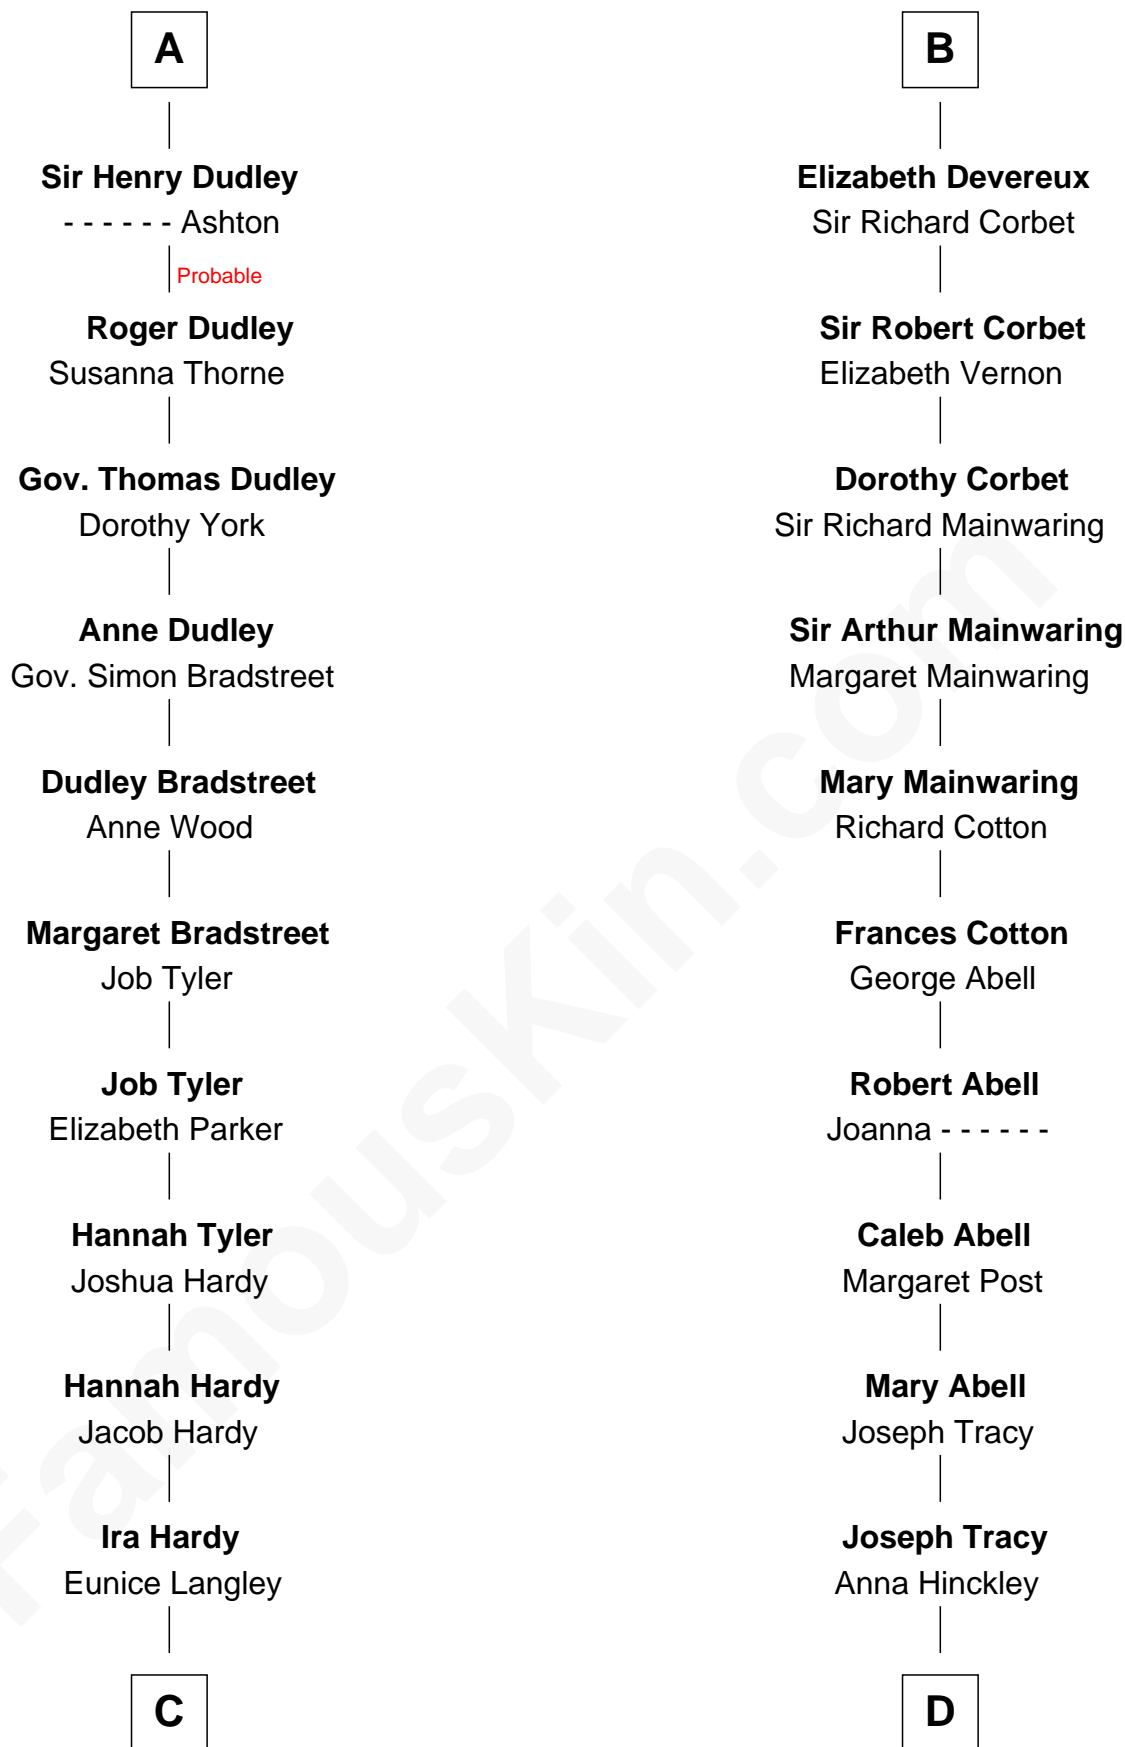 A
Sir Henry Dudley
- - - - - - Ashton
Probable
Roger Dudley
Susanna Thorne
Gov. Thomas Dudley
Dorothy York
Anne Dudley
Gov. Simon Bradstreet
Dudley Bradstreet
Anne Wood
Margaret Bradstreet
Job Tyler
Job Tyler
Elizabeth Parker
Hannah Tyler
Joshua Hardy
Hannah Hardy
Jacob Hardy
Ira Hardy
Eunice Langley
C
B
Elizabeth Devereux
Sir Richard Corbet
Sir Robert Corbet
Elizabeth Vernon
Dorothy Corbet
Sir Richard Mainwaring
Sir Arthur Mainwaring
Margaret Mainwaring
Mary Mainwaring
Richard Cotton
Frances Cotton
George Abell
Robert Abell
Joanna - - - - - -
Caleb Abell
Margaret Post
Mary Abell
Joseph Tracy
Joseph Tracy
Anna Hinckley
D
FamousKin.com